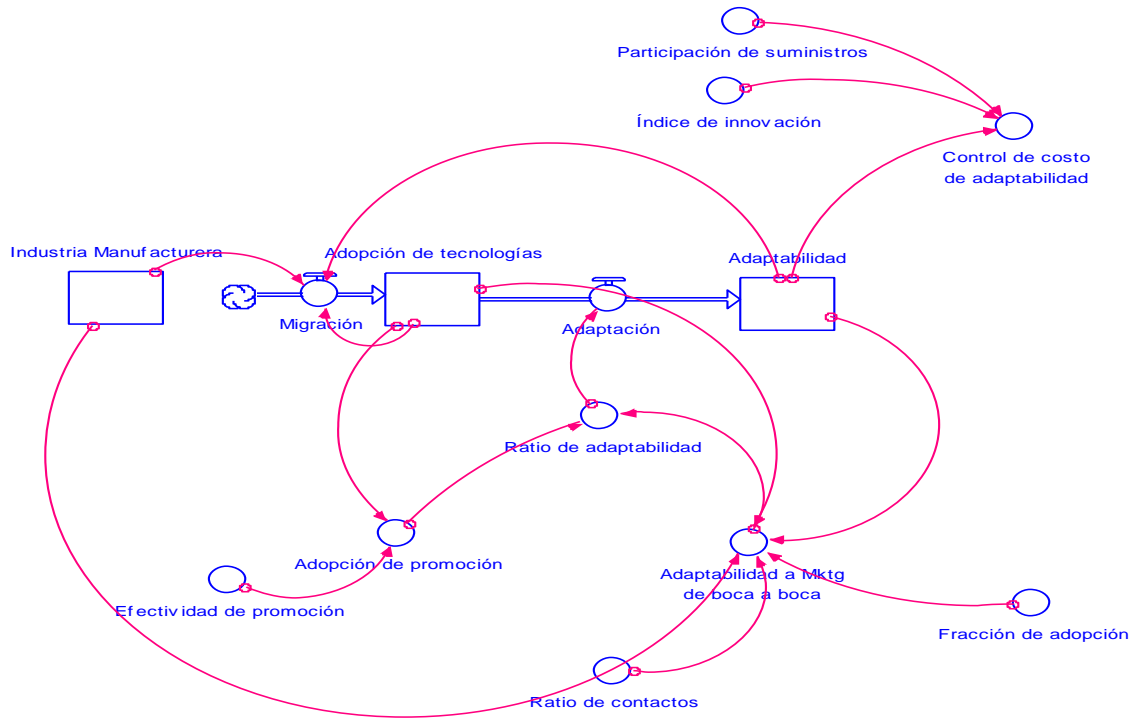 Participación de suministros
Índice de innovación
Control de costo
de adaptabilidad
Industria Manufacturera
Adopción de tecnologías
Adaptabilidad
Migración
Adaptación
Ratio de adaptabilidad
Adopción de promoción
Adaptabilidad a Mktg
de boca a boca
Efectividad de promoción
Fracción de adopción
Ratio de contactos